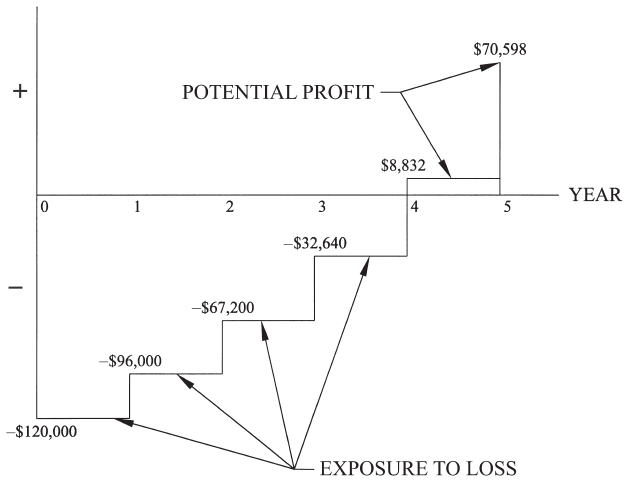 $70,598
+
POTENTIAL PROFIT
$8,832
YEAR
0 1 2 3 4 5
–$32,640
–
–$67,200
–$96,000
–$120,000
EXPOSURE TO LOSS